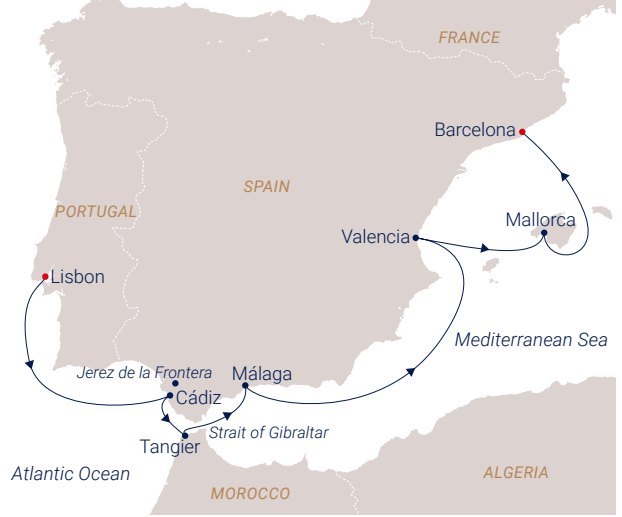 FRANCE
Barcelona
SPAIN
PORTUGAL
Mallorca
Valencia
Lisbon
Mediterranean Sea
Jerez de la Frontera
Málaga
Cádiz
Strait of Gibraltar
Tangier
Atlantic Ocean
ALGERIA
MOROCCO